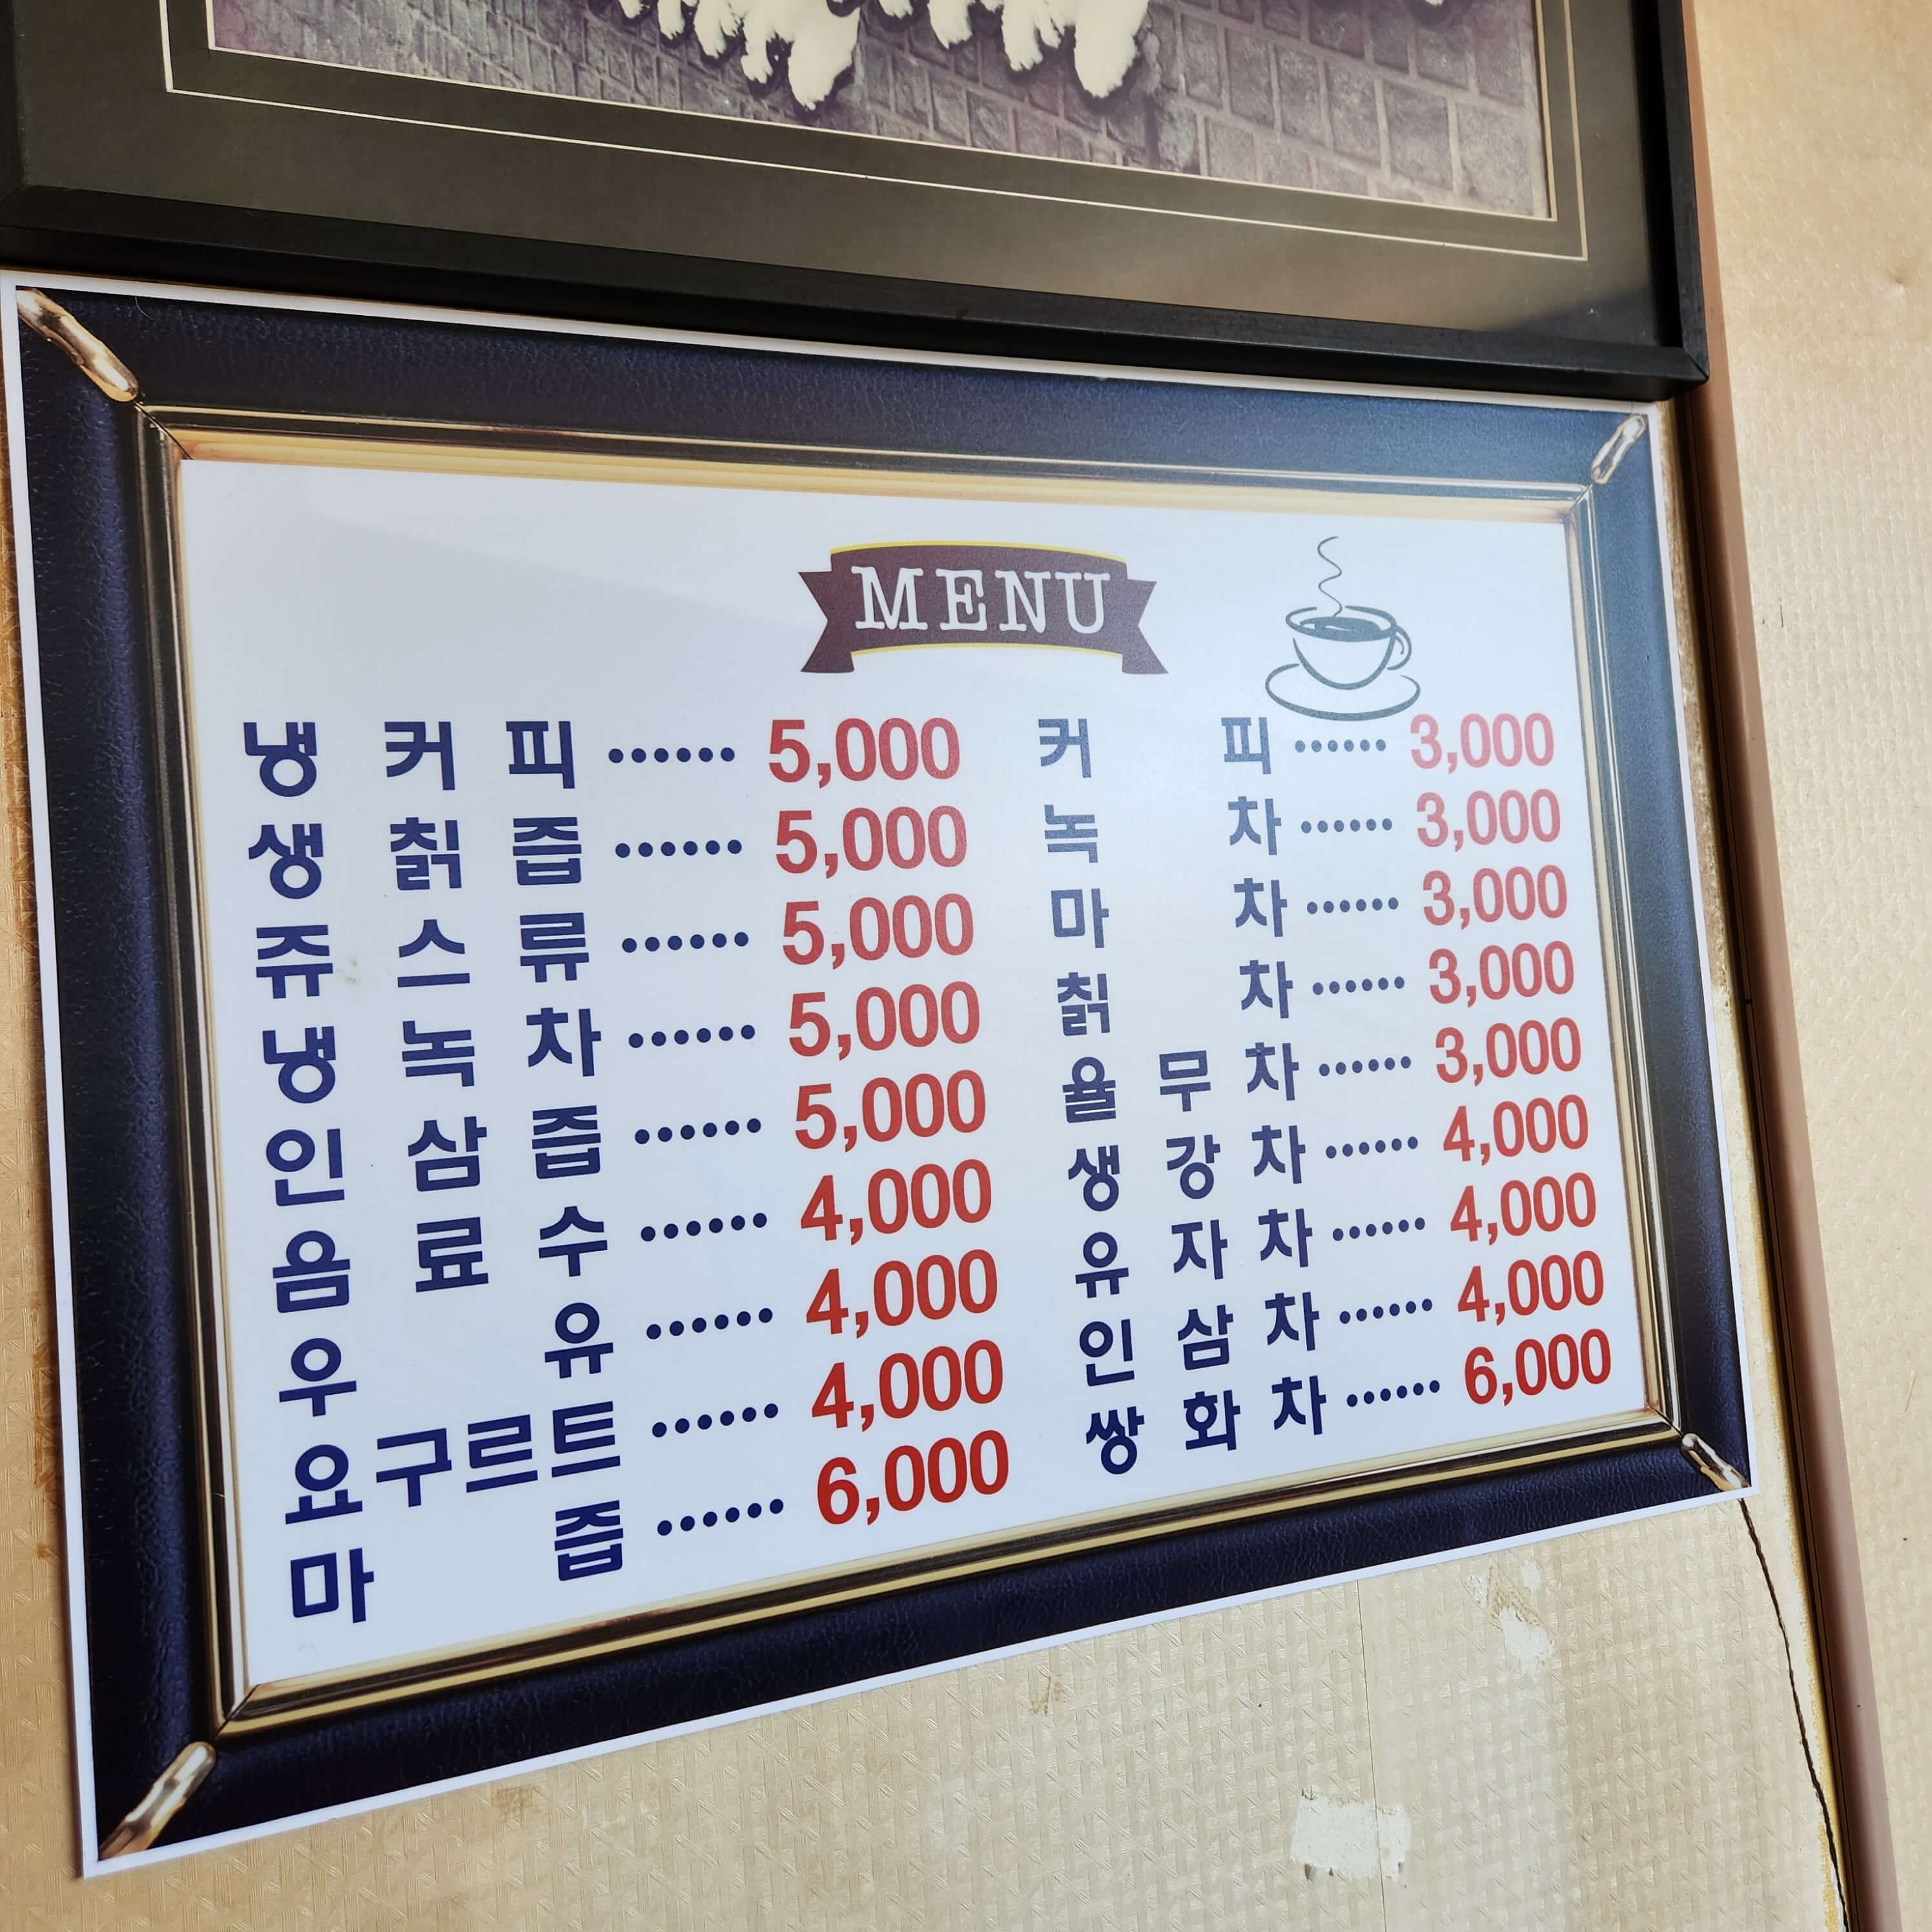 MENU
냉커피 ······ 5,000
생칡즙 ······ 5,000
쥬스류 ······ 5,000
냉녹차 ······ 5,000
인삼즙 ······ 5,000
음료수 ······ 4,000
우유 ······ 4,000
요구르트 ······ 4,000
마즙 ······ 6,000
커피 ······ 3,000
녹차 ······ 3,000
마차 ······ 3,000
칡차 ······ 3,000
율무차 ······ 3,000
생강차 ······ 4,000
유자차 ······ 4,000
인삼차 ······ 4,000
쌍화차 ······ 6,000